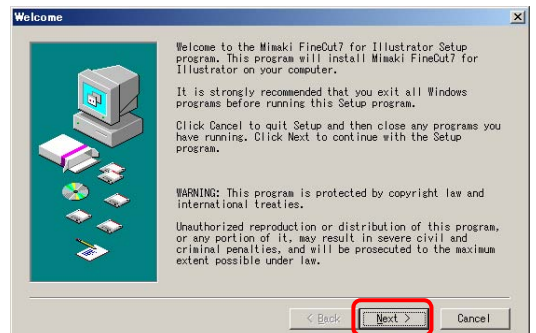 Welcome
Welcome to the Mimaki FineCut7 for Illustrator Setup
program. This program will install Mimaki FineCut7 for
Illustrator on your computer.
It is strongly recommended that you exit all Windows
programs before running this Setup program.
Click Cancel to quit Setup and then close any programs you
have running. Click Next to continue with the Setup
program.
WARNING: This program is protected by copyright law and
international treaties.
Unauthorized reproduction or distribution of this program,
or any portion of it, may result in severe civil and
criminal penalties, and will be prosecuted to the maximum
extent possible under law.
< Back Next > Cancel